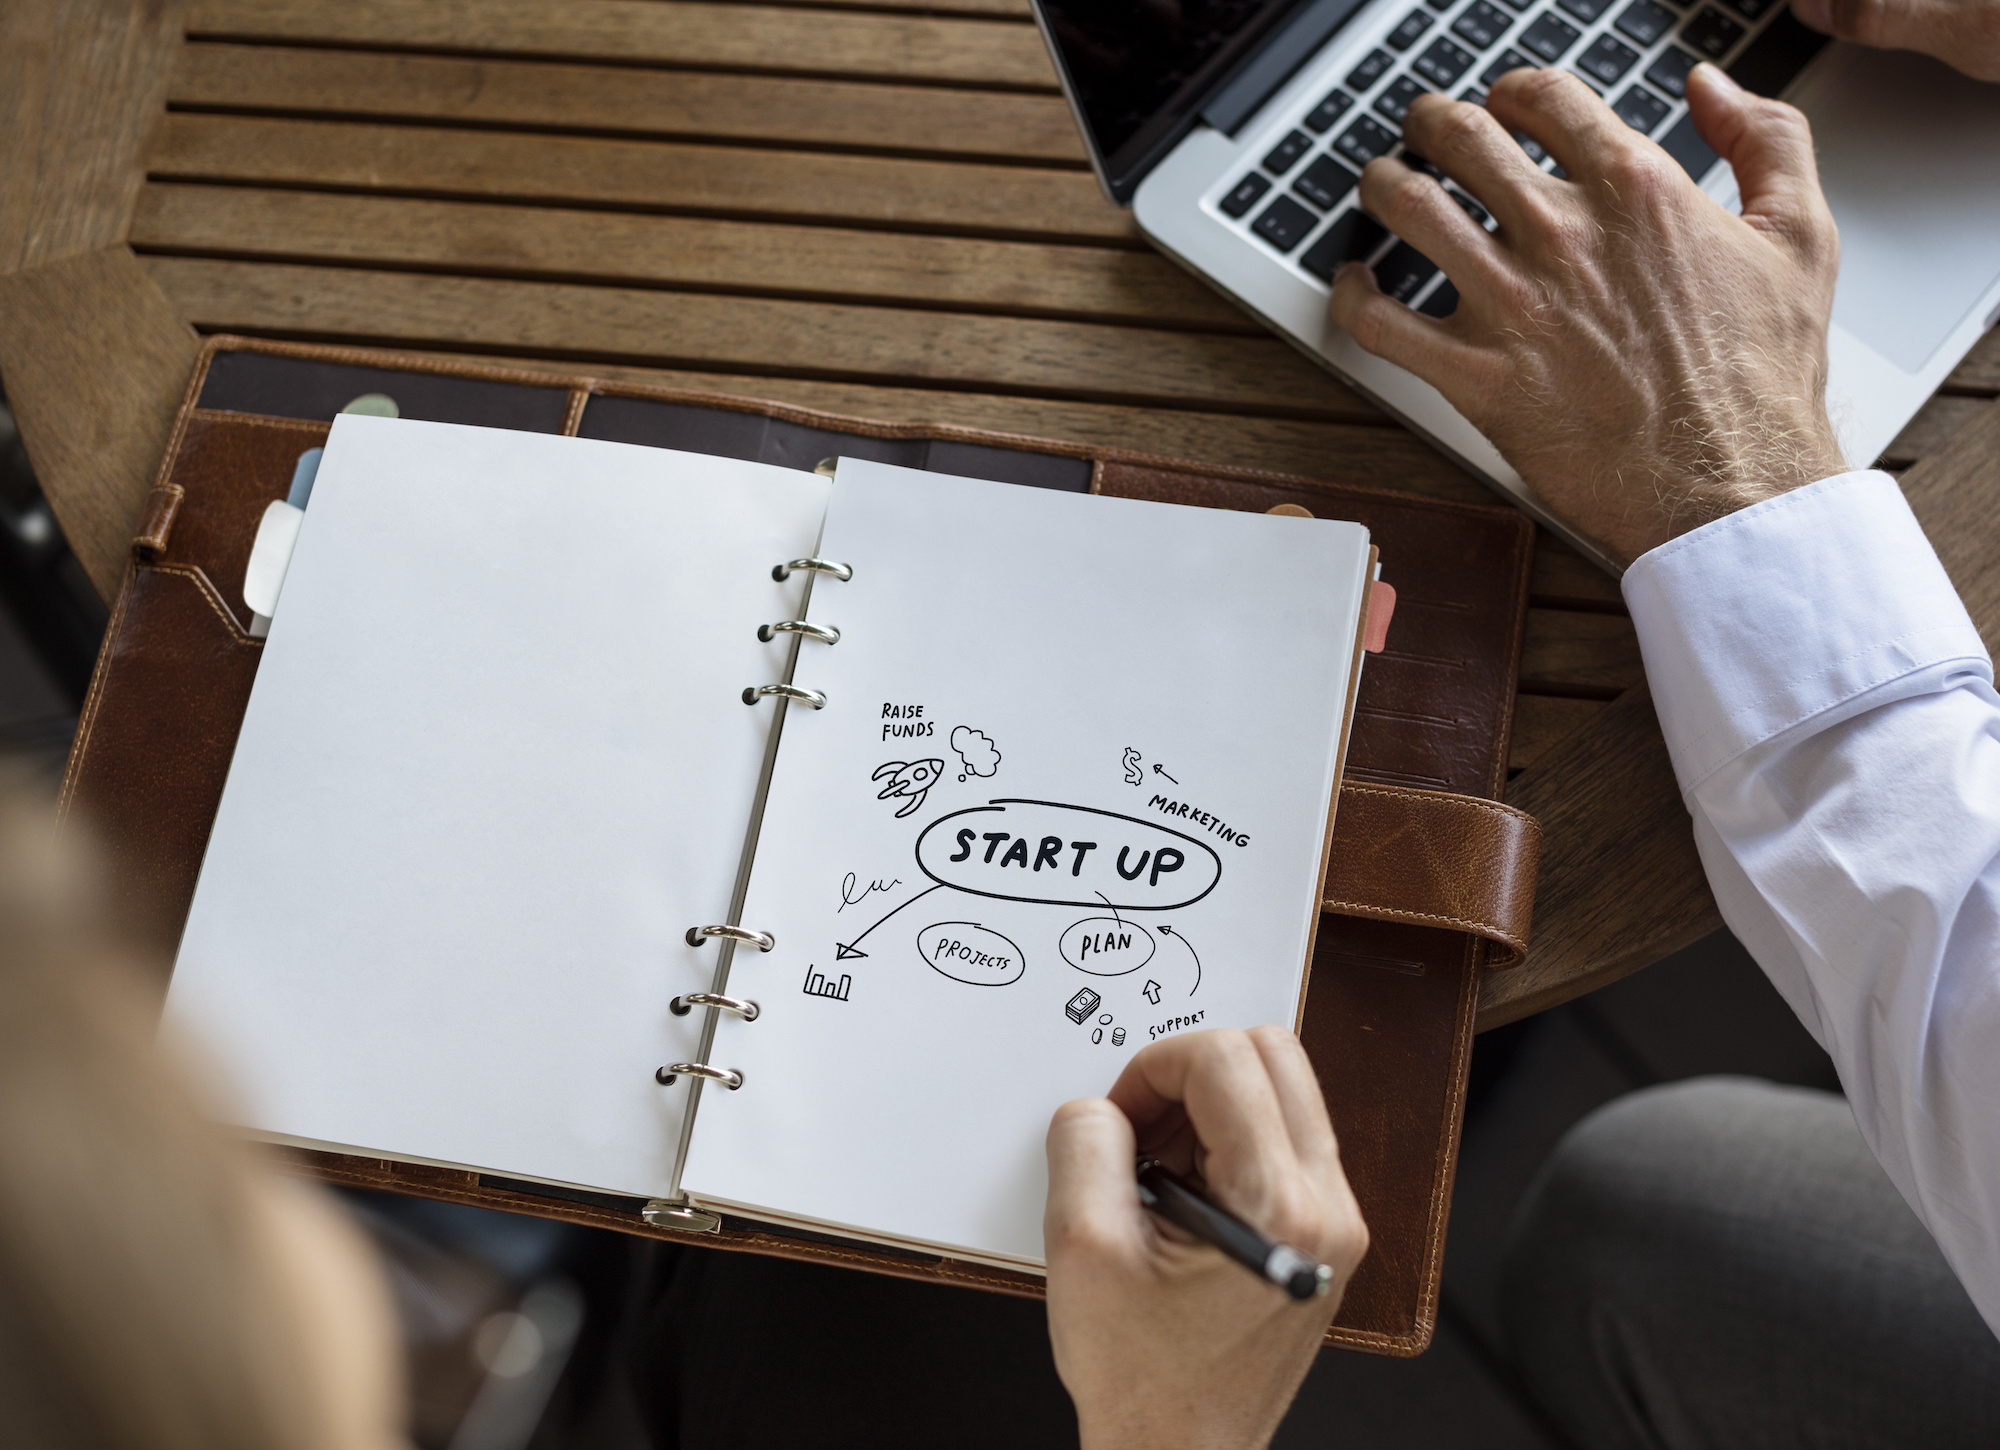 RAISE
FUNDS
$
MARKETING
START UP
PROJECTS
PLAN
SUPPORT